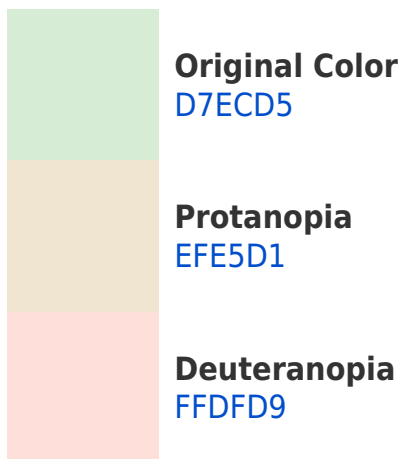 Original Color
D7ECD5
Protanopia
EFE5D1
Deuteranopia
FFDFD9